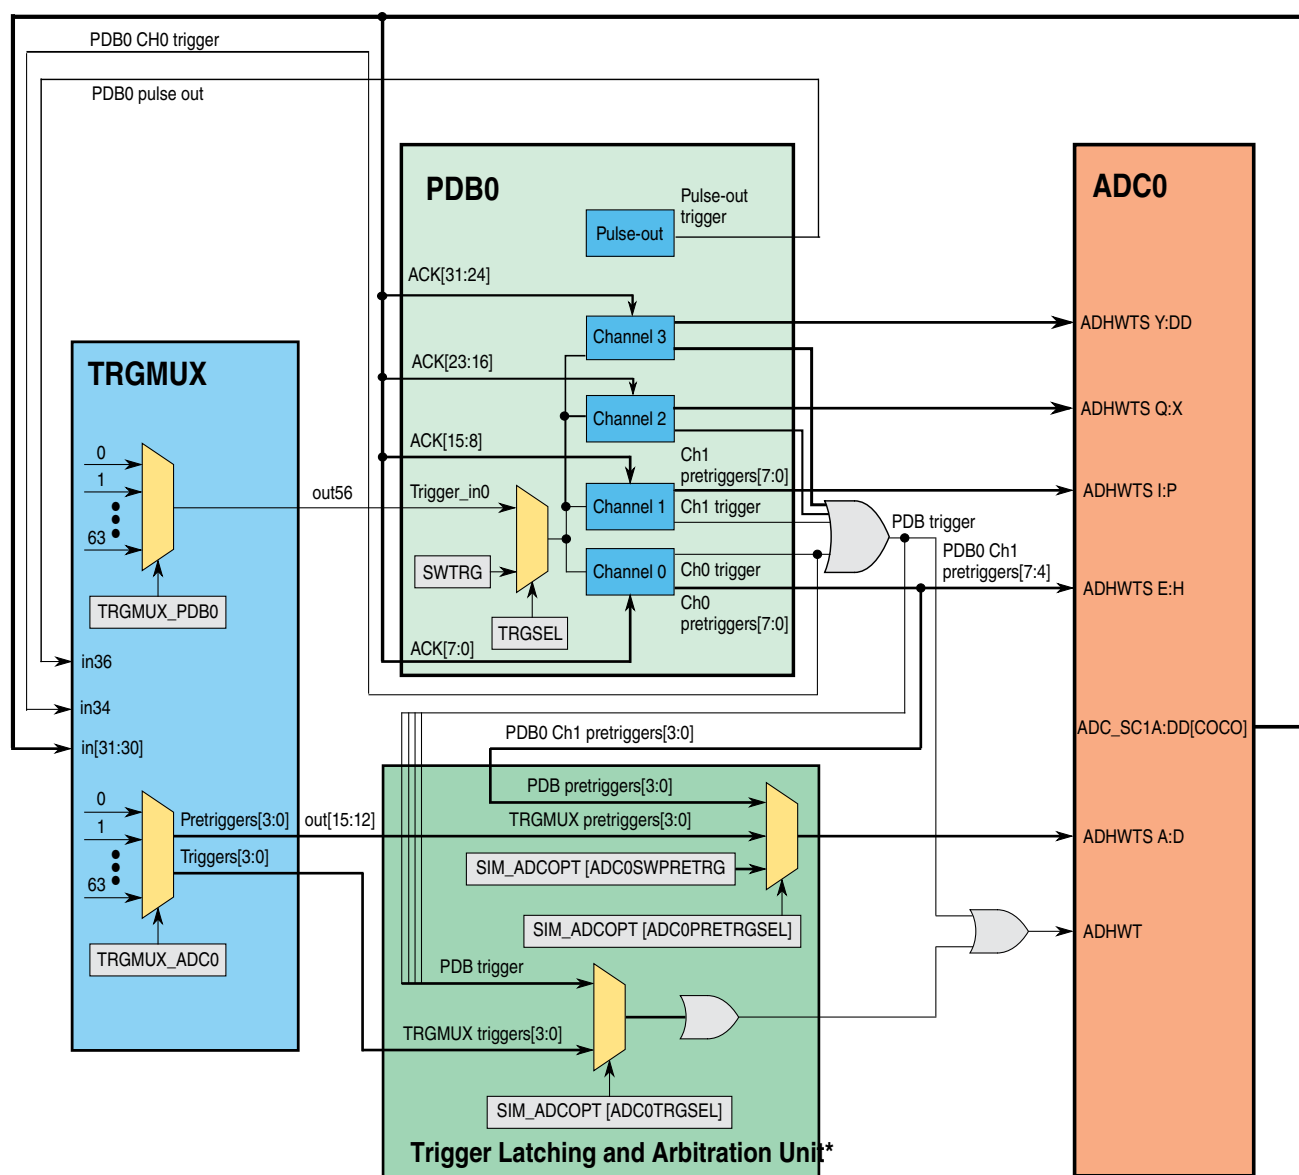 PDB0 CH0 trigger
PDB0 pulse out
PDB0
Pulse-out
trigger
Pulse-out
ACK[31:24]
Channel 3
ACK[23:16]
Channel 2
ACK[15:8]
Ch1
pretriggers[7:0]
Trigger_in0
Channel 1
Ch1 trigger
SWTRG
Channel 0
Ch0 trigger
Ch0
pretriggers[7:0]
TRGSEL
ACK[7:0]
PDB trigger
PDB0 Ch1
pretriggers[7:4]
ADC0
ADHWTS Y:DD
ADHWTS Q:X
ADHWTS I:P
ADHWTS E:H
ADC_SC1A:DD[COCO]
ADHWTS A:D
ADHWT
TRGMUX
0
1
63
out56
TRGMUX_PDB0
in36
in34
in[31:30]
0
1
63
Pretriggers[3:0]
out[15:12]
Triggers[3:0]
TRGMUX_ADC0
PDB0 Ch1 pretriggers[3:0]
PDB pretriggers[3:0]
TRGMUX pretriggers[3:0]
SIM_ADCOPT [ADC0SWPRETRG
SIM_ADCOPT [ADC0PRETRGSEL]
PDB trigger
TRGMUX triggers[3:0]
SIM_ADCOPT [ADC0TRGSEL]
Trigger Latching and Arbitration Unit*